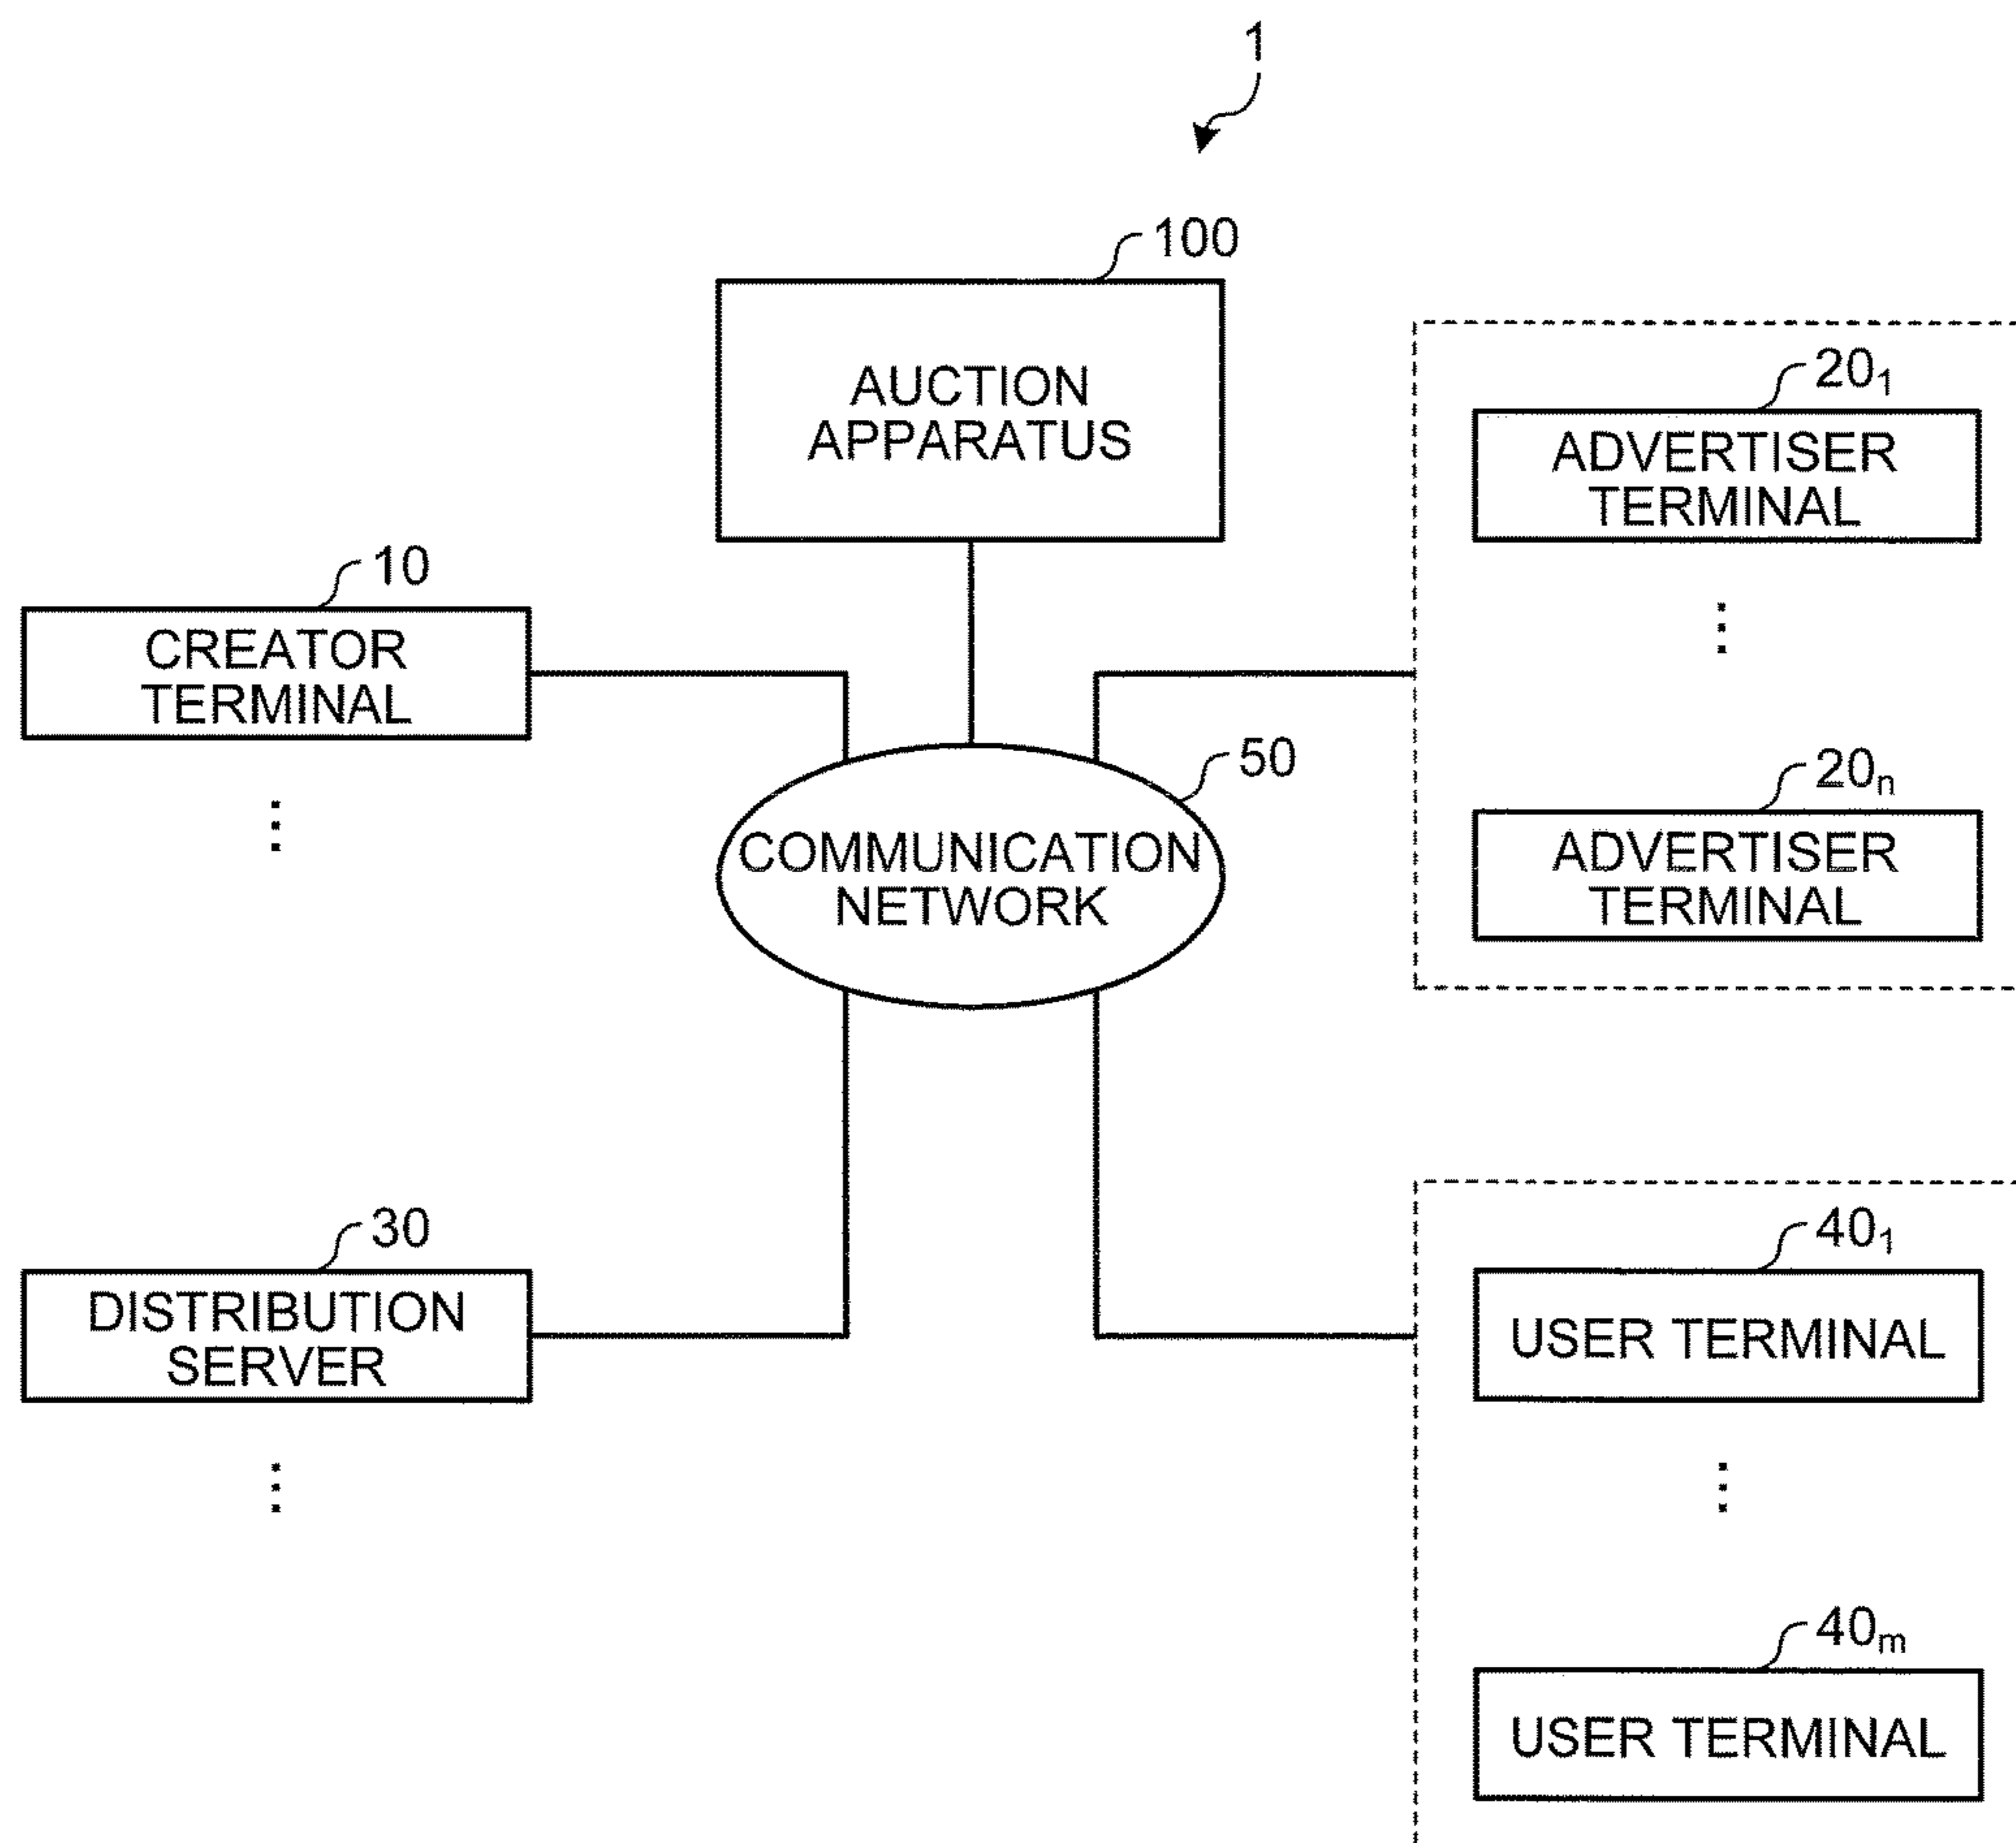 1
100
AUCTION
APPARATUS
20₁
ADVERTISER
TERMINAL
10
CREATOR
TERMINAL
50
COMMUNICATION
NETWORK
20ₙ
ADVERTISER
TERMINAL
30
DISTRIBUTION
SERVER
40₁
USER TERMINAL
40ₘ
USER TERMINAL